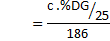 = c . %DG/25
186